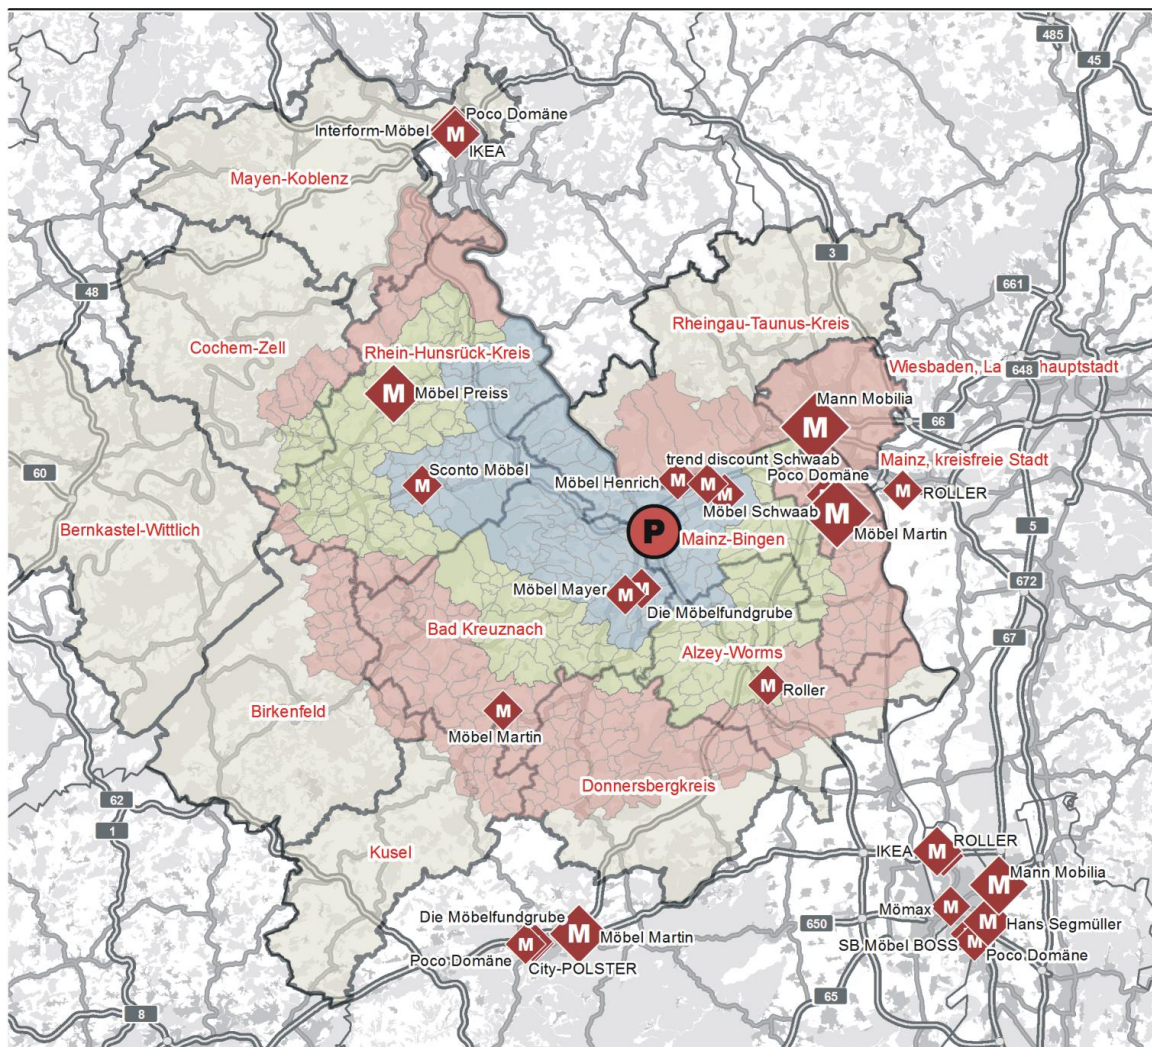 485
45
Poco Domäne
Interform-Möbel
M
IKEA
Mayen-Koblenz
3
661
48
Rheingau-Taunus-Kreis
Cochem-Zell
Rhein-Hunsrück-Kreis
Wiesbaden, La
648
hauptstadt
M
Möbel Preiss
Mann Mobilia
M
66
60
Sconto Möbel
M
trend discount Schwaab
Mainz, kreisfreie Stadt
Poco Domäne
Möbel Henrich
M
M
M
M
ROLLER
Möbel Schwaab
M
Möbel Martin
5
Bernkastel-Wittlich
P
Mainz-Bingen
672
Möbel Mayer
M
M
Die Möbelfundgrube
67
Bad Kreuznach
Alzey-Worms
M
Roller
Birkenfeld
M
Möbel Martin
Donnersbergkreis
62
1
Kusel
IKEA
M
ROLLER
M
Mann Mobilia
Mömax
M
650
M
Hans Segmüller
Die Möbelfundgrube
M
Möbel Martin
M
SB Möbel BOSS
M
Poco Domäne
Poco Domäne
City-POLSTER
65
8